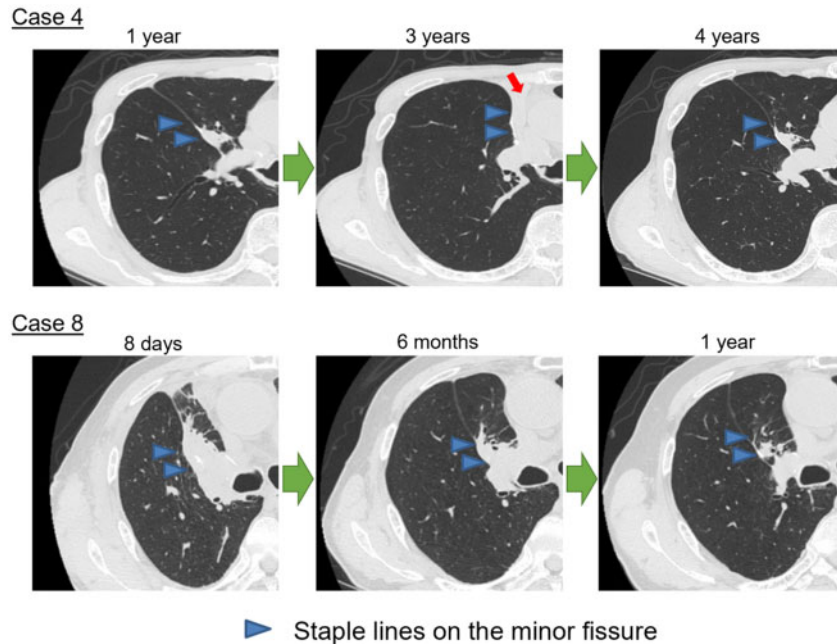 Case 4
1 year
3 years
4 years
Case 8
8 days
6 months
1 year
Staple lines on the minor fissure